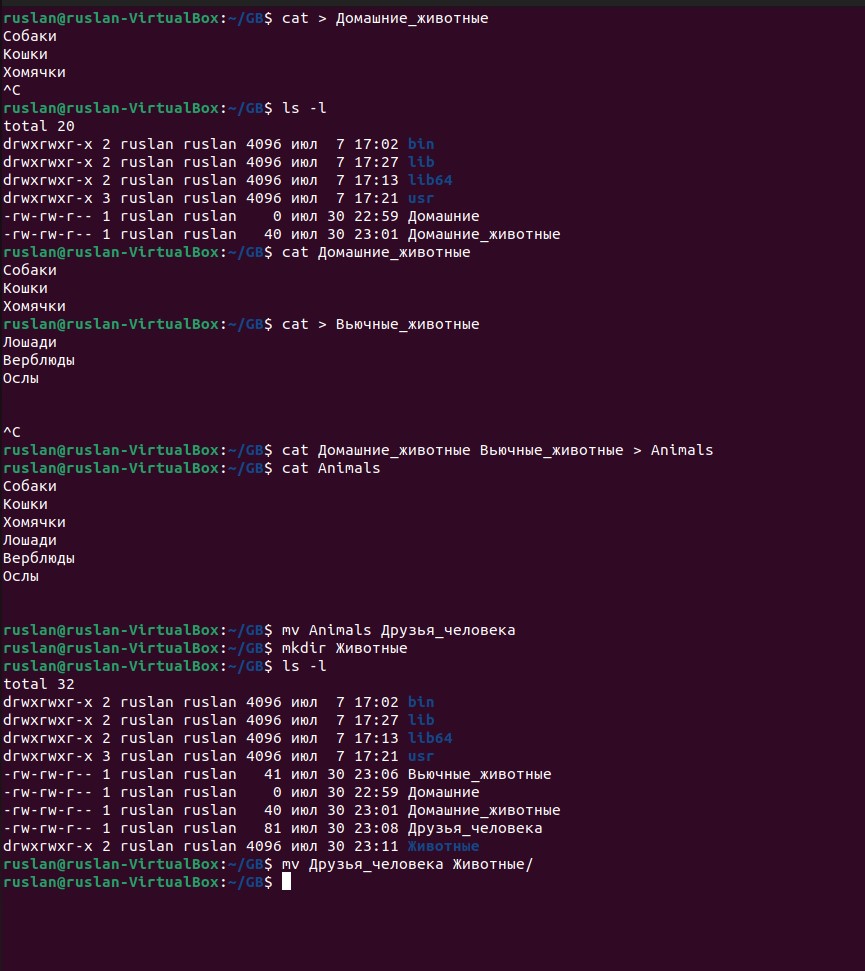 ruslan@ruslan-VirtualBox:~/GB$ cat > Домашние_животные
Собаки
Кошки
Хомячки
^C
ruslan@ruslan-VirtualBox:~/GB$ ls -l
total 20
drwxrwxr-x 2 ruslan ruslan 4096 июл  7 17:02 bin
drwxrwxr-x 2 ruslan ruslan 4096 июл  7 17:27 lib
drwxrwxr-x 2 ruslan ruslan 4096 июл  7 17:13 lib64
drwxrwxr-x 3 ruslan ruslan 4096 июл  7 17:21 usr
-rw-rw-r-- 1 ruslan ruslan    0 июл 30 22:59 Домашние
-rw-rw-r-- 1 ruslan ruslan   40 июл 30 23:01 Домашние_животные
ruslan@ruslan-VirtualBox:~/GB$ cat Домашние_животные
Собаки
Кошки
Хомячки
ruslan@ruslan-VirtualBox:~/GB$ cat > Вьючные_животные
Лошади
Верблюды
Ослы
^C
ruslan@ruslan-VirtualBox:~/GB$ cat Домашние_животные Вьючные_животные > Animals
ruslan@ruslan-VirtualBox:~/GB$ cat Animals
Собаки
Кошки
Хомячки
Лошади
Верблюды
Ослы
ruslan@ruslan-VirtualBox:~/GB$ mv Animals Друзья_человека
ruslan@ruslan-VirtualBox:~/GB$ mkdir Животные
ruslan@ruslan-VirtualBox:~/GB$ ls -l
total 32
drwxrwxr-x 2 ruslan ruslan 4096 июл  7 17:02 bin
drwxrwxr-x 2 ruslan ruslan 4096 июл  7 17:27 lib
drwxrwxr-x 2 ruslan ruslan 4096 июл  7 17:13 lib64
drwxrwxr-x 3 ruslan ruslan 4096 июл  7 17:21 usr
-rw-rw-r-- 1 ruslan ruslan   41 июл 30 23:06 Вьючные_животные
-rw-rw-r-- 1 ruslan ruslan    0 июл 30 22:59 Домашние
-rw-rw-r-- 1 ruslan ruslan   40 июл 30 23:01 Домашние_животные
-rw-rw-r-- 1 ruslan ruslan   81 июл 30 23:08 Друзья_человека
drwxrwxr-x 2 ruslan ruslan 4096 июл 30 23:11 Животные
ruslan@ruslan-VirtualBox:~/GB$ mv Друзья_человека Животные/
ruslan@ruslan-VirtualBox:~/GB$